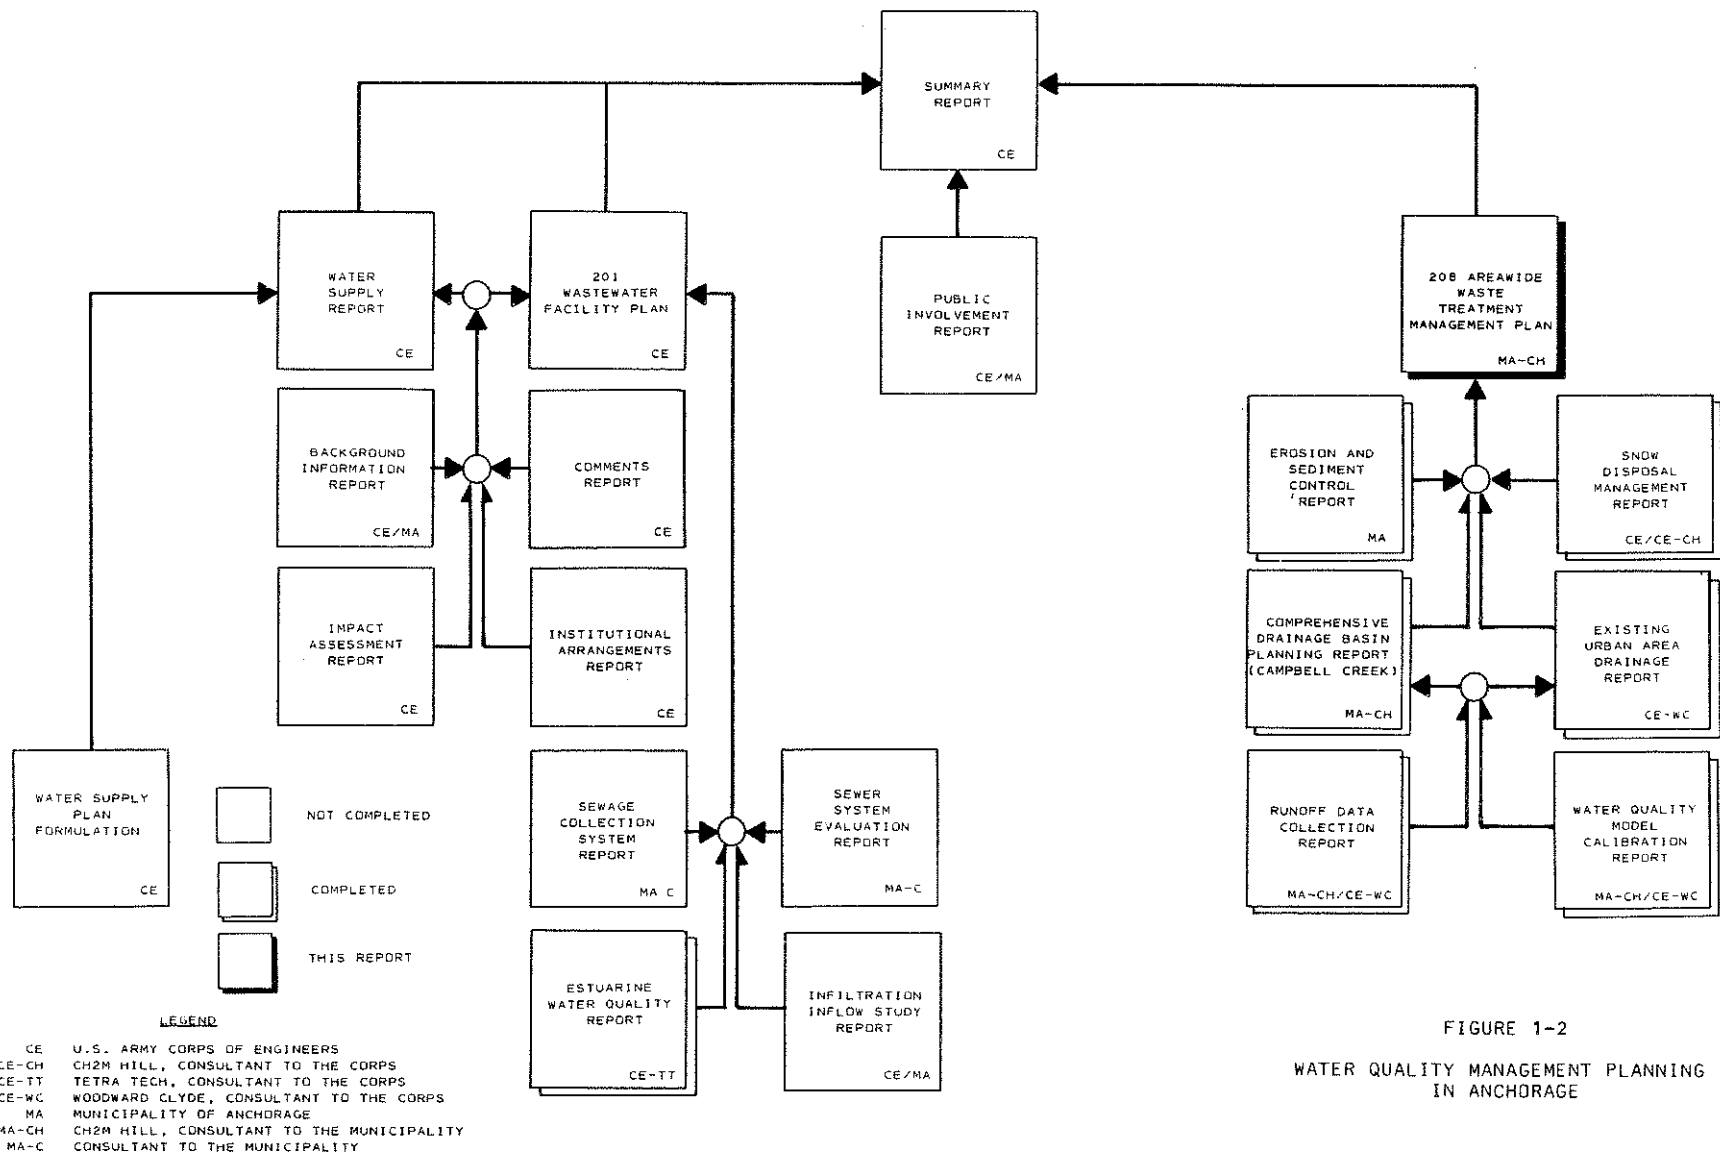 SUMMARY
REPORT
CE
WATER
SUPPLY
REPORT
CE
201
WASTEWATER
FACILITY PLAN
CE
PUBLIC
INVOLVEMENT
REPORT
CE/MA
208 AREAWIDE
WASTE
TREATMENT
MANAGEMENT PLAN
MA-CH
BACKGROUND
INFORMATION
REPORT
CE/MA
COMMENTS
REPORT
CE
EROSION AND
SEDIMENT
CONTROL
REPORT
MA
SNOW
DISPOSAL
MANAGEMENT
REPORT
CE/CE-CH
IMPACT
ASSESSMENT
REPORT
CE
INSTITUTIONAL
ARRANGEMENTS
REPORT
CE
COMPREHENSIVE
DRAINAGE BASIN
PLANNING REPORT
(CAMPBELL CREEK)
MA-CH
EXISTING
URBAN AREA
DRAINAGE
REPORT
CE-WC
WATER SUPPLY
PLAN
FORMULATION
CE
SEWAGE
COLLECTION
SYSTEM
REPORT
MA C
SEWER
SYSTEM
EVALUATION
REPORT
MA-C
RUNOFF DATA
COLLECTION
REPORT
MA-CH/CE-WC
WATER QUALITY
MODEL
CALIBRATION
REPORT
MA-CH/CE-WC
ESTUARINE
WATER QUALITY
REPORT
CE-TT
INFILTRATION
INFLOW STUDY
REPORT
CE/MA
NOT COMPLETED
COMPLETED
THIS REPORT
LEGEND
CE U.S. ARMY CORPS OF ENGINEERS
CE-CH CH2M HILL, CONSULTANT TO THE CORPS
CE-TT TETRA TECH, CONSULTANT TO THE CORPS
CE-WC WOODWARD CLYDE, CONSULTANT TO THE CORPS
MA MUNICIPALITY OF ANCHORAGE
MA-CH CH2M HILL, CONSULTANT TO THE MUNICIPALITY
MA-C CONSULTANT TO THE MUNICIPALITY
FIGURE 1-2
WATER QUALITY MANAGEMENT PLANNING
IN ANCHORAGE